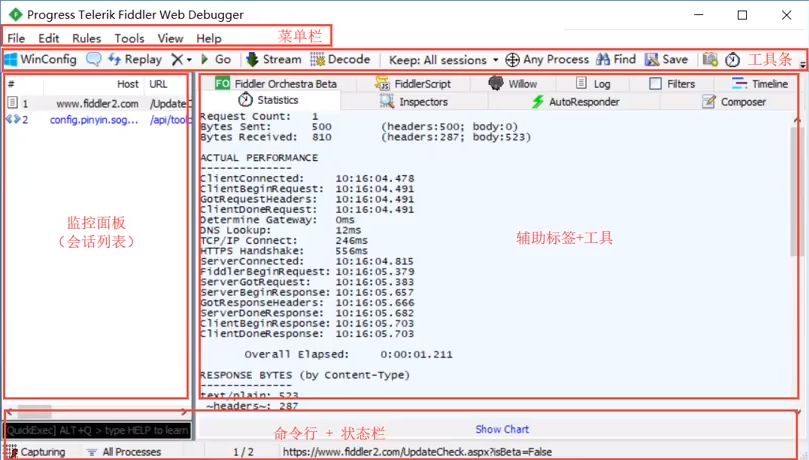 Progress Telerik Fiddler Web Debugger
File Edit Rules Tools View Help 菜单栏
WinConfig Replay Go Stream Decode Keep: All sessions Any Process Find Save 工具条
# Host URL
1 www.fiddler2.com /UpdateC
2 config.pinyin.sog... /api/toolb
监控面板
(会话列表)
Fiddler Orchestra Beta FiddlerScript Willow Log Filters Timeline
Statistics Inspectors AutoResponder Composer
Request Count: 1
Bytes Sent: 500 (headers:500; body:0)
Bytes Received: 810 (headers:287; body:523)
ACTUAL PERFORMANCE
--------------
ClientConnected: 10:16:04.478
ClientBeginRequest: 10:16:04.491
GotRequestHeaders: 10:16:04.491
ClientDoneRequest: 10:16:04.491
Determine Gateway: 0ms
DNS Lookup: 12ms
TCP/IP Connect: 246ms
HTTPS Handshake: 556ms
ServerConnected: 10:16:04.815
FiddlerBeginRequest: 10:16:05.379
ServerGotRequest: 10:16:05.383
ServerBeginResponse: 10:16:05.657
GotResponseHeaders: 10:16:05.666
ServerDoneResponse: 10:16:05.682
ClientBeginResponse: 10:16:05.703
ClientDoneResponse: 10:16:05.703
Overall Elapsed: 0:00:01.211
RESPONSE BYTES (by Content-Type)
--------------
text/plain: 523
~headers~: 287
辅助标签+工具
QuickExec] ALT+Q > type HELP to learn
命令行 + 状态栏
Show Chart
Capturing All Processes 1 / 2 https://www.fiddler2.com/UpdateCheck.aspx?isBeta=False